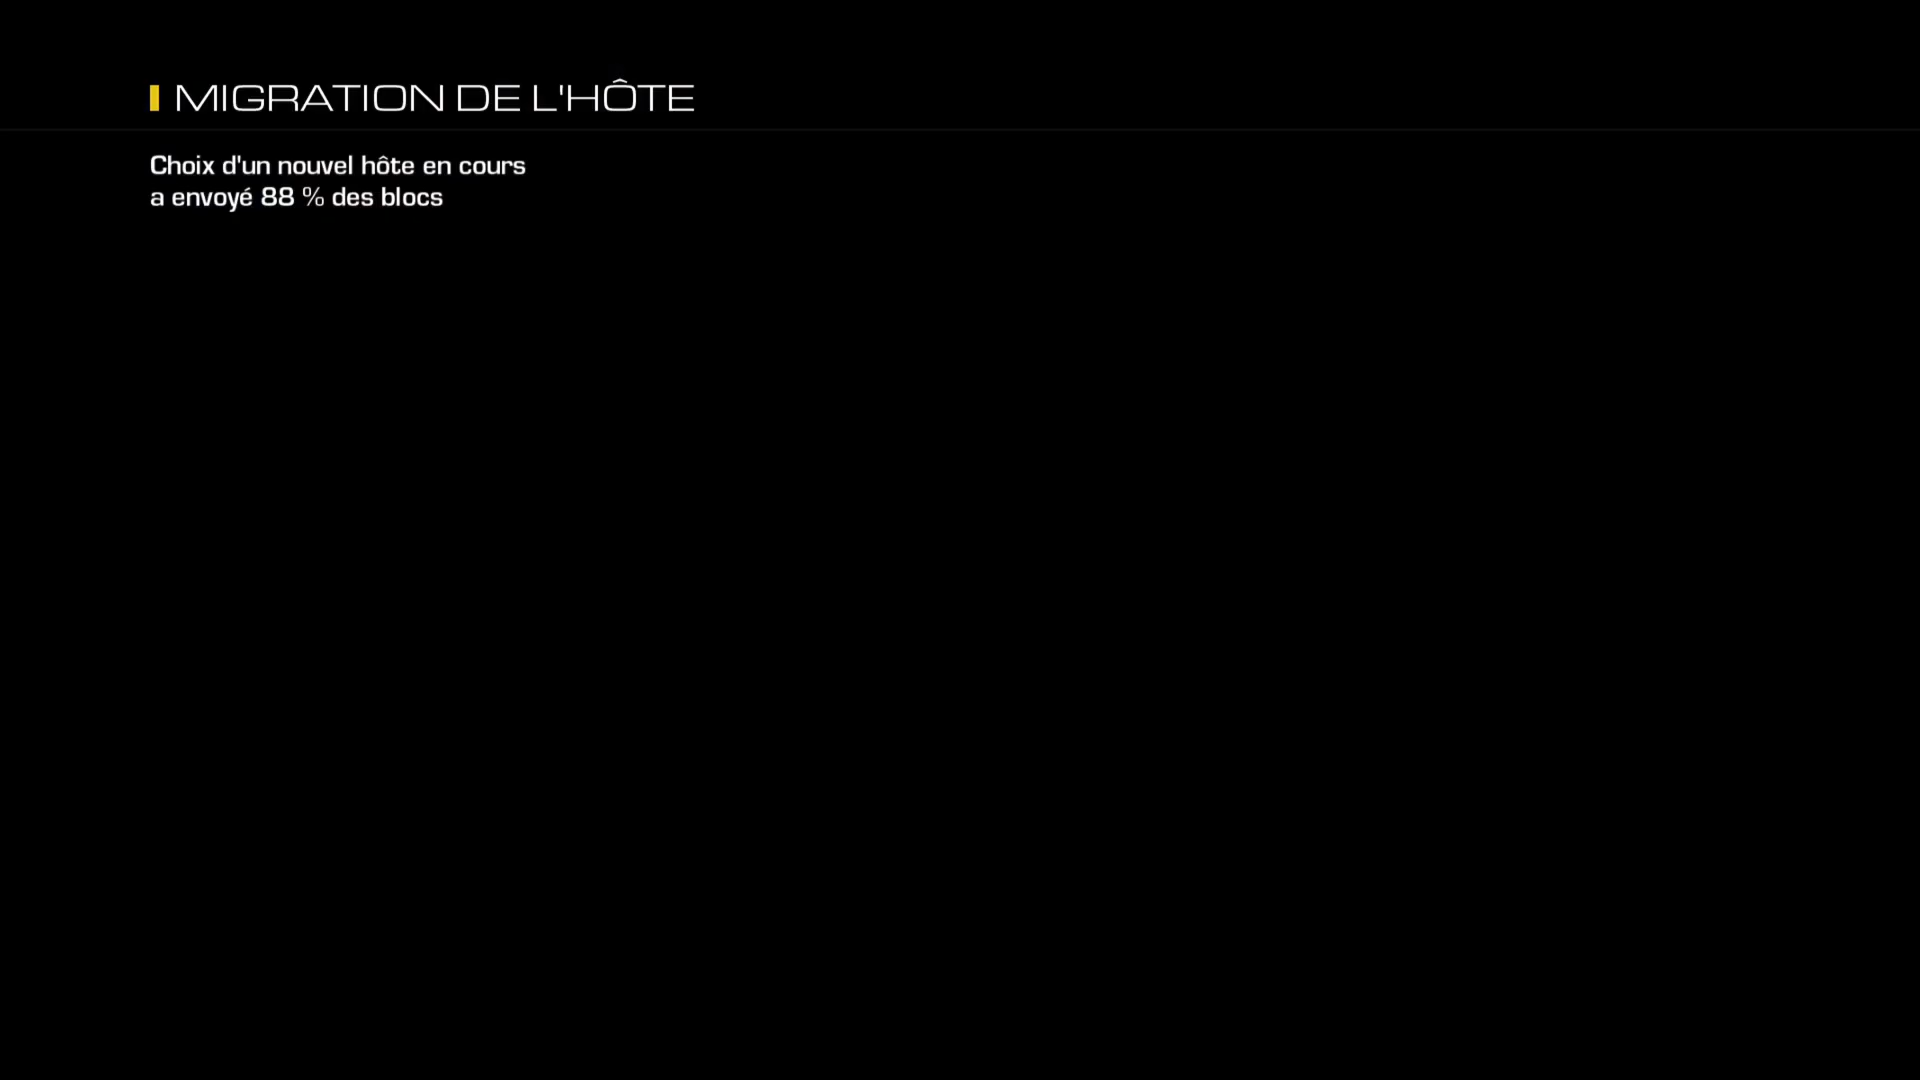 MIGRATION DE L'HÔTE
Choix d'un nouvel hôte en cours
a envoyé 88 % des blocs